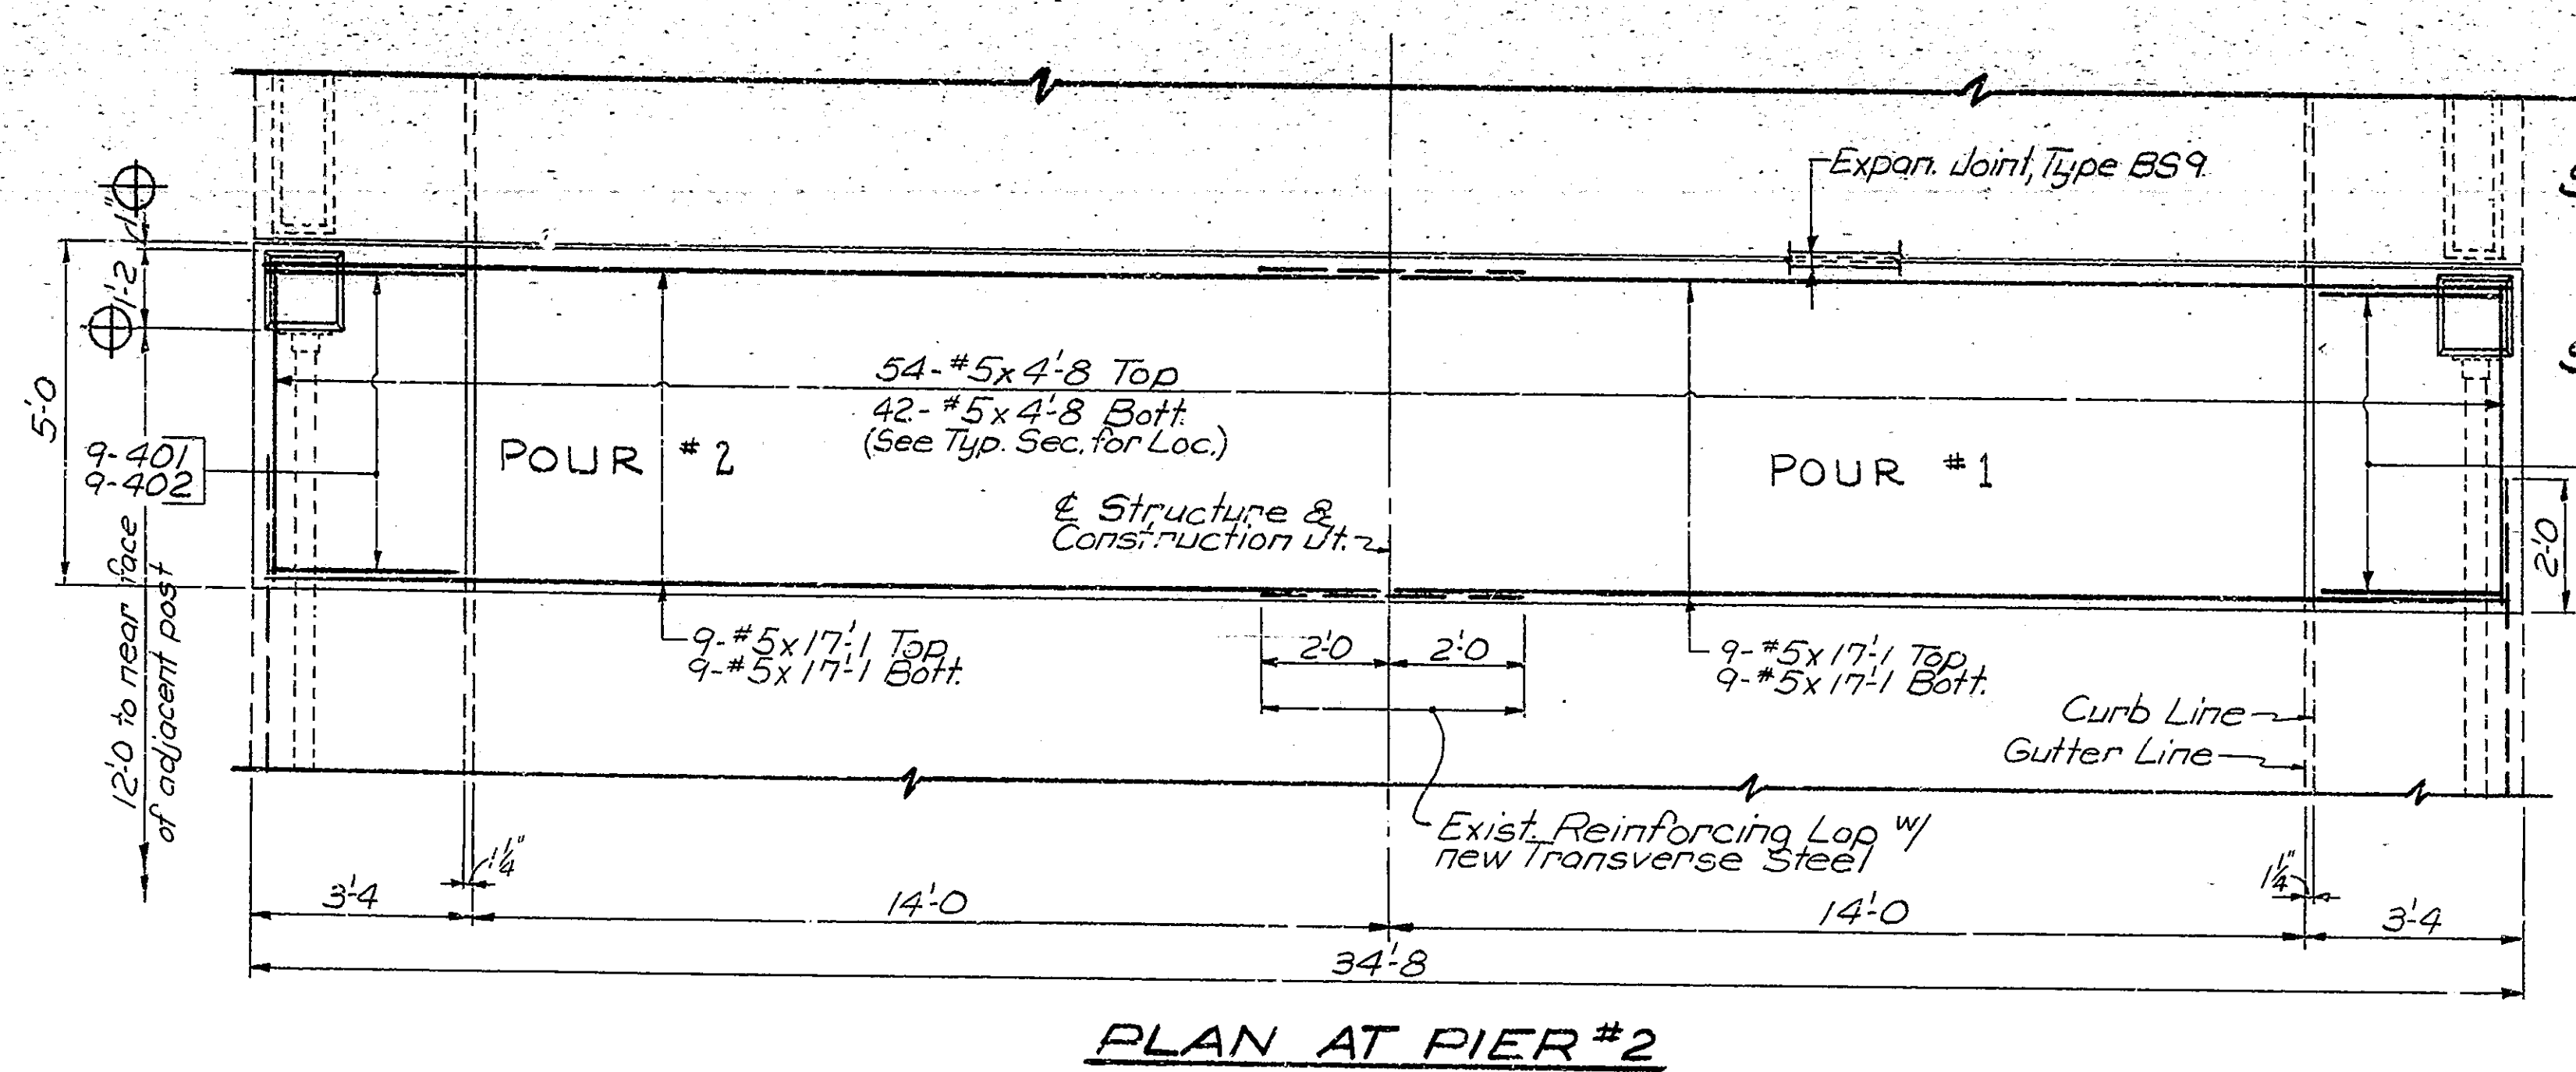 Expan. Joint, Type BS9
1"
1'-2
5'-0
54-#5x4'-8 Top
42-#5x4'-8 Bott.
(See Typ. Sec. for Loc.)
9-401
9-402
POUR #2
POUR #1
℄ Structure &
Construction Jt.
2'-0
12'-0 to near face
of adjacent post
9-#5x17'-1 Top
9-#5x17'-1 Bott.
2'-0
2'-0
9-#5x17'-1 Top
9-#5x17'-1 Bott.
Curb Line
Gutter Line
Exist. Reinforcing Lap w/
new Transverse Steel
1¼"
1¼"
3'-4
14'-0
14'-0
3'-4
34'-8
PLAN AT PIER #2